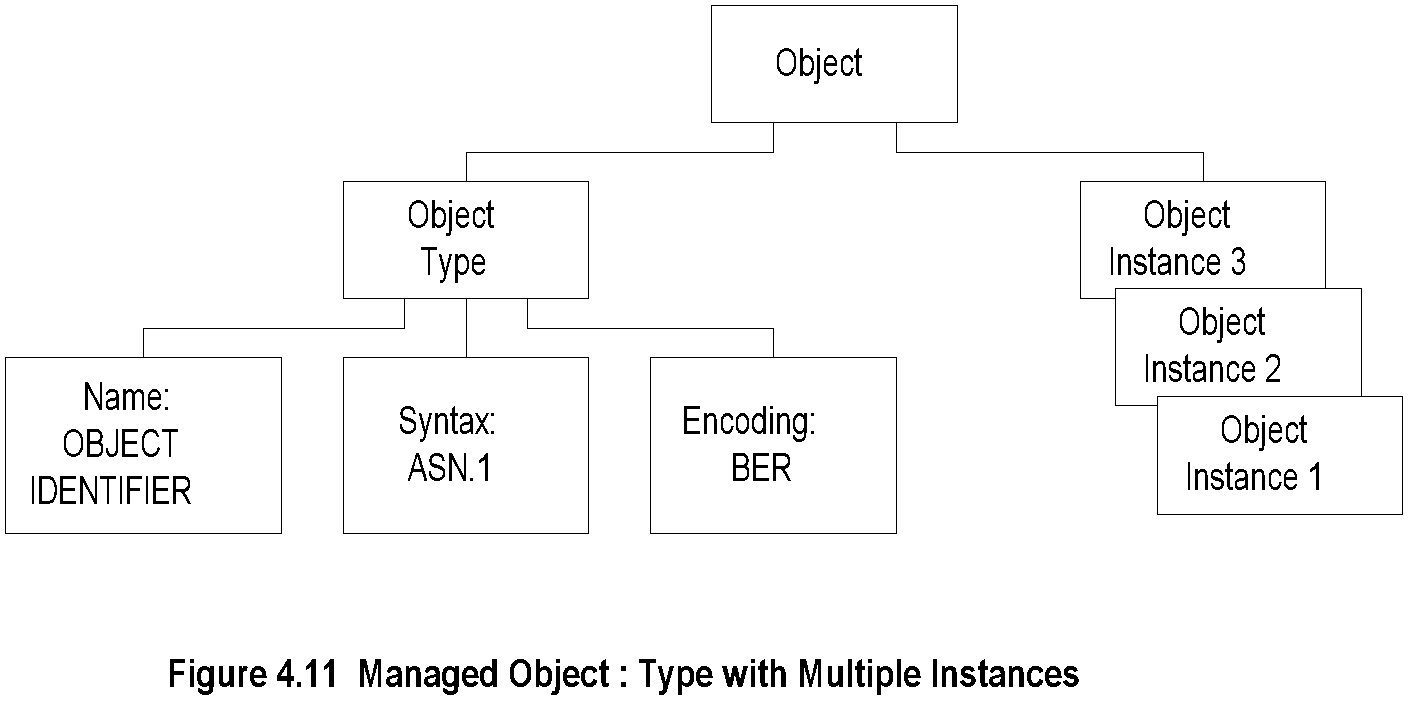 Object
Object
Type
Object
Instance 3
Object
Instance 2
Object
Instance 1
Name:
OBJECT
IDENTIFIER
Syntax:
ASN.1
Encoding:
BER
Figure 4.11 Managed Object : Type with Multiple Instances